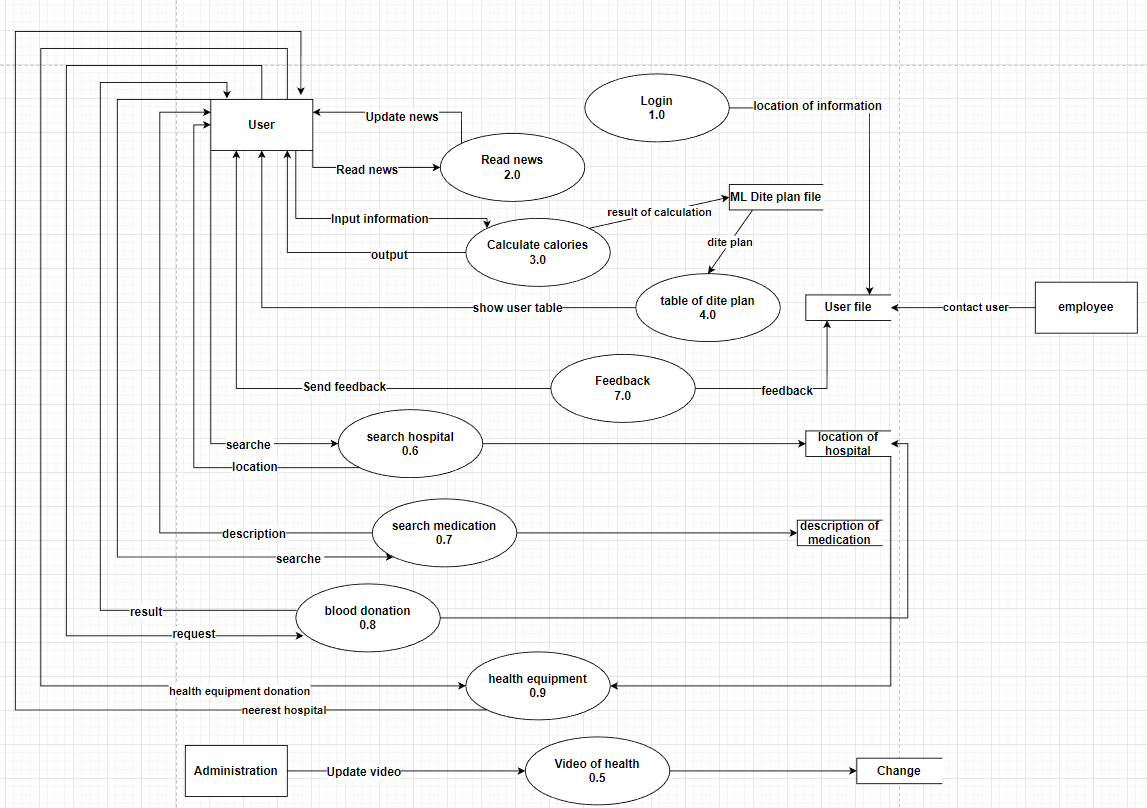 Login
1.0
location of information
User
Update news
Read news
2.0
Read news
ML Dite plan file
result of calculation
Input information
Calculate calories
3.0
output
dite plan
table of dite plan
4.0
show user table
User file
contact user
employee
Feedback
7.0
Send feedback
feedback
search hospital
0.6
searche
location
location of
hospital
search medication
0.7
description
searche
description of
medication
blood donation
0.8
result
request
health equipment
0.9
health equipment donation
neerest hospital
Administration
Update video
Video of health
0.5
Change